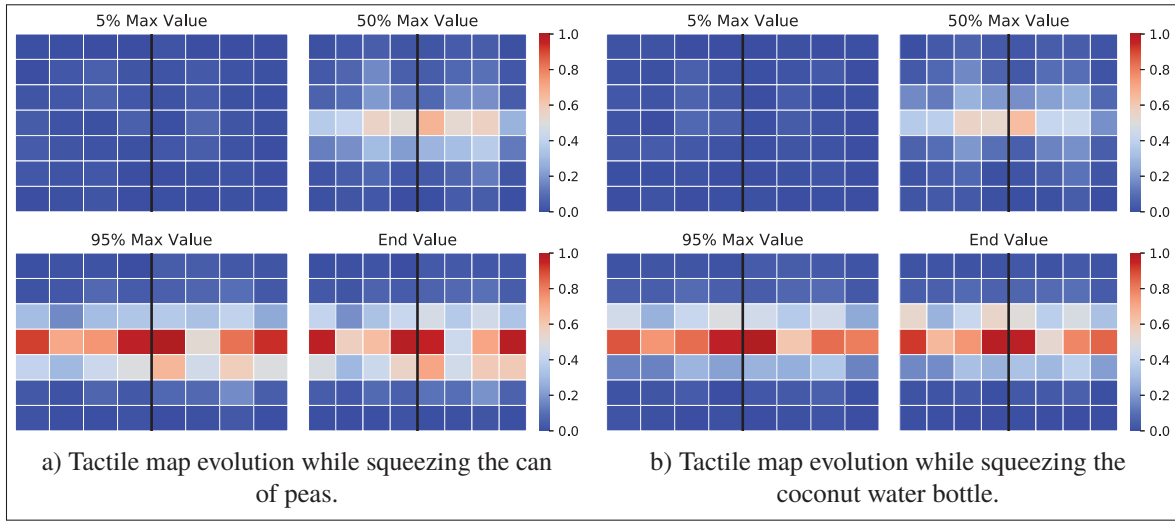 5% Max Value
50% Max Value
1.0
0.8
0.6
0.4
0.2
0.0
95% Max Value
End Value
1.0
0.8
0.6
0.4
0.2
0.0
a) Tactile map evolution while squeezing the can
of peas.
5% Max Value
50% Max Value
1.0
0.8
0.6
0.4
0.2
0.0
95% Max Value
End Value
1.0
0.8
0.6
0.4
0.2
0.0
b) Tactile map evolution while squeezing the
coconut water bottle.